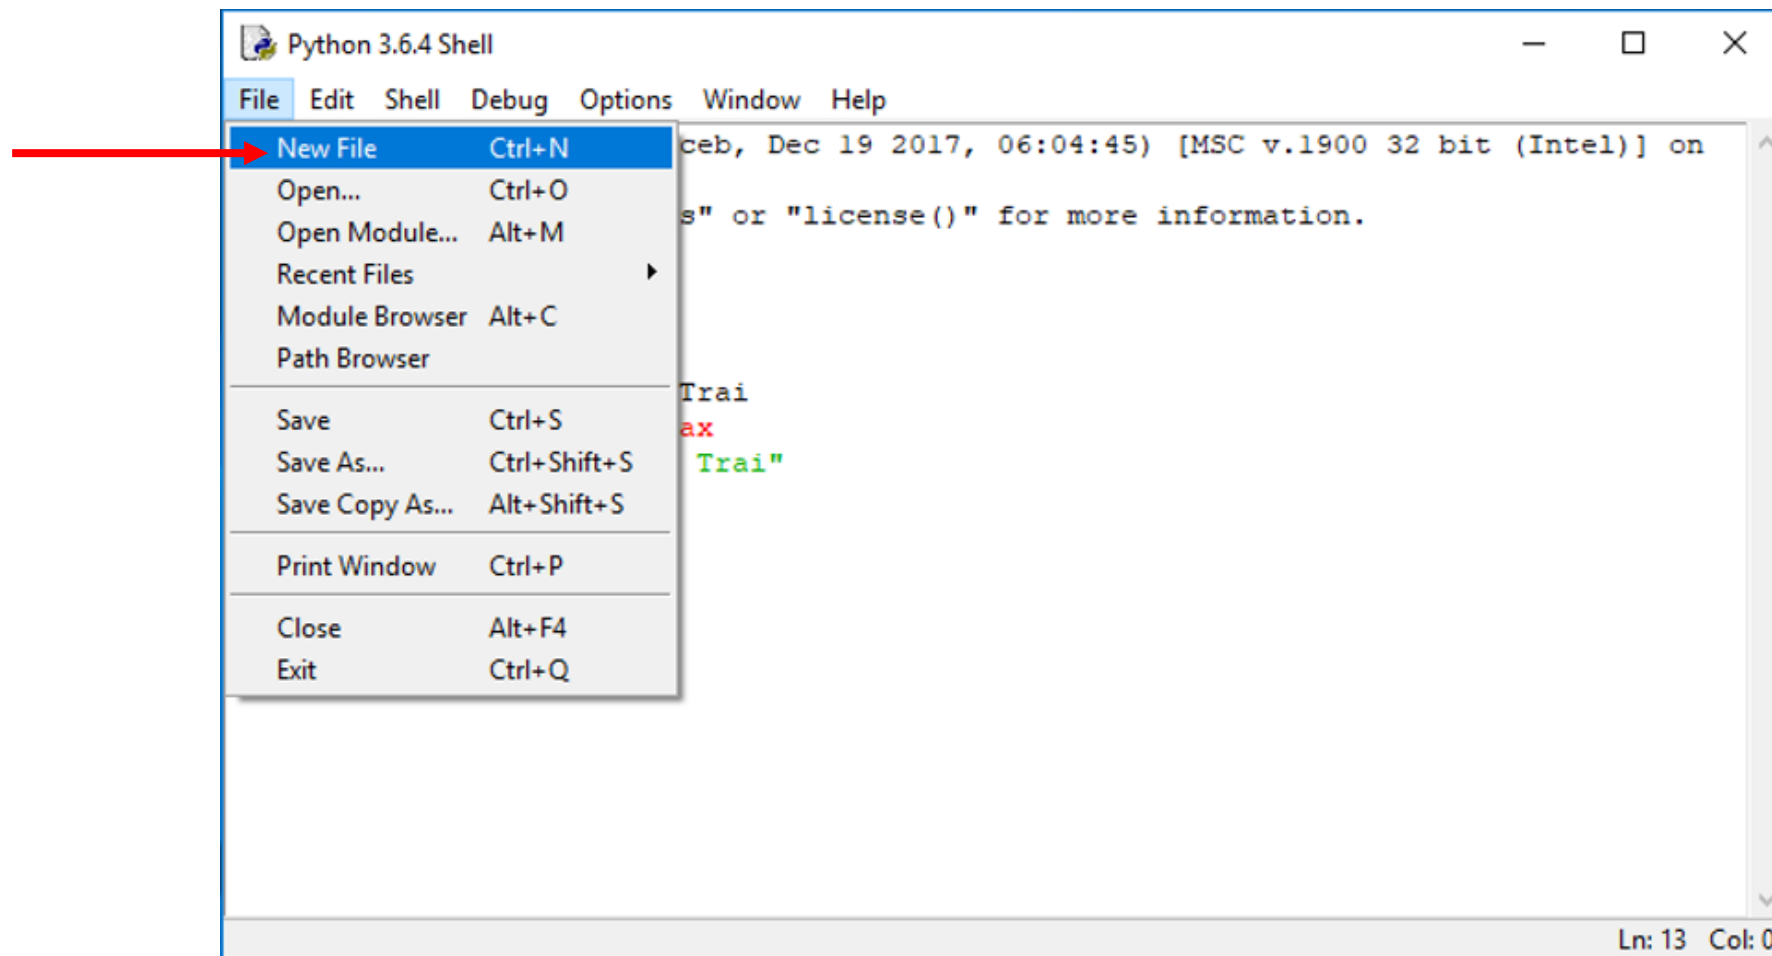 Python 3.6.4 Shell
File Edit Shell Debug Options Window Help
New File Ctrl+N
Open... Ctrl+O
Open Module... Alt+M
Recent Files
Module Browser Alt+C
Path Browser
Save Ctrl+S
Save As... Ctrl+Shift+S
Save Copy As... Alt+Shift+S
Print Window Ctrl+P
Close Alt+F4
Exit Ctrl+Q
ceb, Dec 19 2017, 06:04:45) [MSC v.1900 32 bit (Intel)] on
s" or "license()" for more information.
Trai
ax
Trai"
Ln: 13 Col: 0